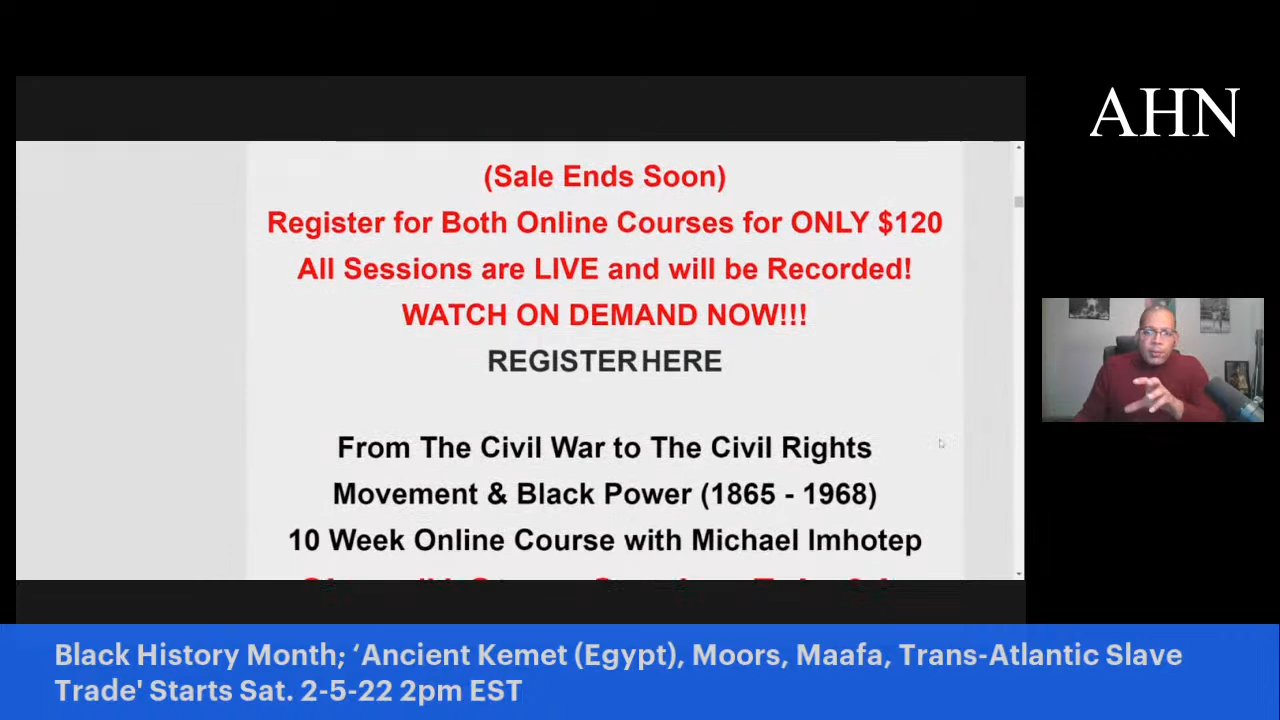 AHN
(Sale Ends Soon)
Register for Both Online Courses for ONLY $120
All Sessions are LIVE and will be Recorded!
WATCH ON DEMAND NOW!!!
REGISTER HERE
From The Civil War to The Civil Rights
Movement & Black Power (1865 - 1968)
10 Week Online Course with Michael Imhotep
Black History Month; ‘Ancient Kemet (Egypt), Moors, Maafa, Trans-Atlantic Slave
Trade' Starts Sat. 2-5-22 2pm EST